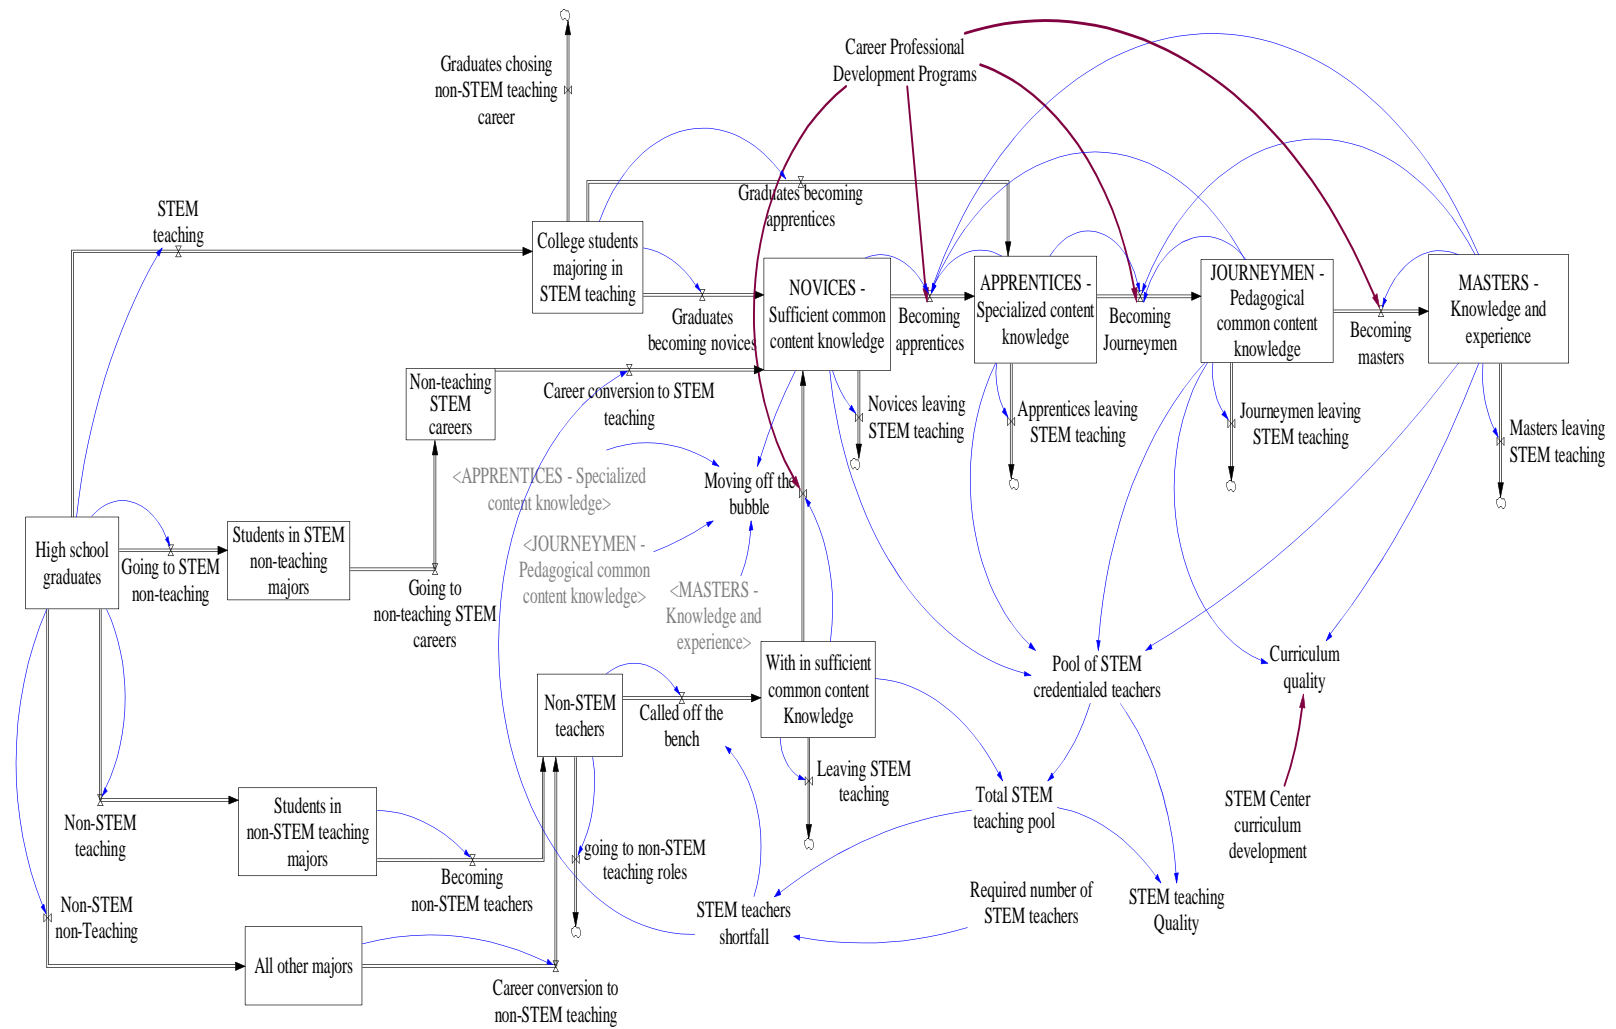 Graduates chosing
non-STEM teaching
career
Career Professional
Development Programs
STEM
teaching
Graduates becoming
apprentices
College students
majoring in
STEM teaching
Graduates
becoming novices
NOVICES -
Sufficient common
content knowledge
Becoming
apprentices
APPRENTICES -
Specialized content
knowledge
Becoming
Journeymen
JOURNEYMEN -
Pedagogical
common content
knowledge
Becoming
masters
MASTERS -
Knowledge and
experience
Non-teaching
STEM
careers
Career conversion to STEM
teaching
Novices leaving
STEM teaching
Apprentices leaving
STEM teaching
Journeymen leaving
STEM teaching
Masters leaving
STEM teaching
<APPRENTICES - Specialized
content knowledge>
Moving off the
bubble
<JOURNEYMEN -
Pedagogical common
content knowledge>
<MASTERS -
Knowledge and
experience>
High school
graduates
Going to STEM
non-teaching
Students in STEM
non-teaching
majors
Going to
non-teaching STEM
careers
With in sufficient
common content
Knowledge
Pool of STEM
credentialed teachers
Curriculum
quality
Non-STEM
teachers
Called off the
bench
Leaving STEM
teaching
Total STEM
teaching pool
STEM Center
curriculum
development
Non-STEM
teaching
Students in
non-STEM teaching
majors
Becoming
non-STEM teachers
going to non-STEM
teaching roles
STEM teachers
shortfall
Required number of
STEM teachers
STEM teaching
Quality
Non-STEM
non-Teaching
All other majors
Career conversion to
non-STEM teaching